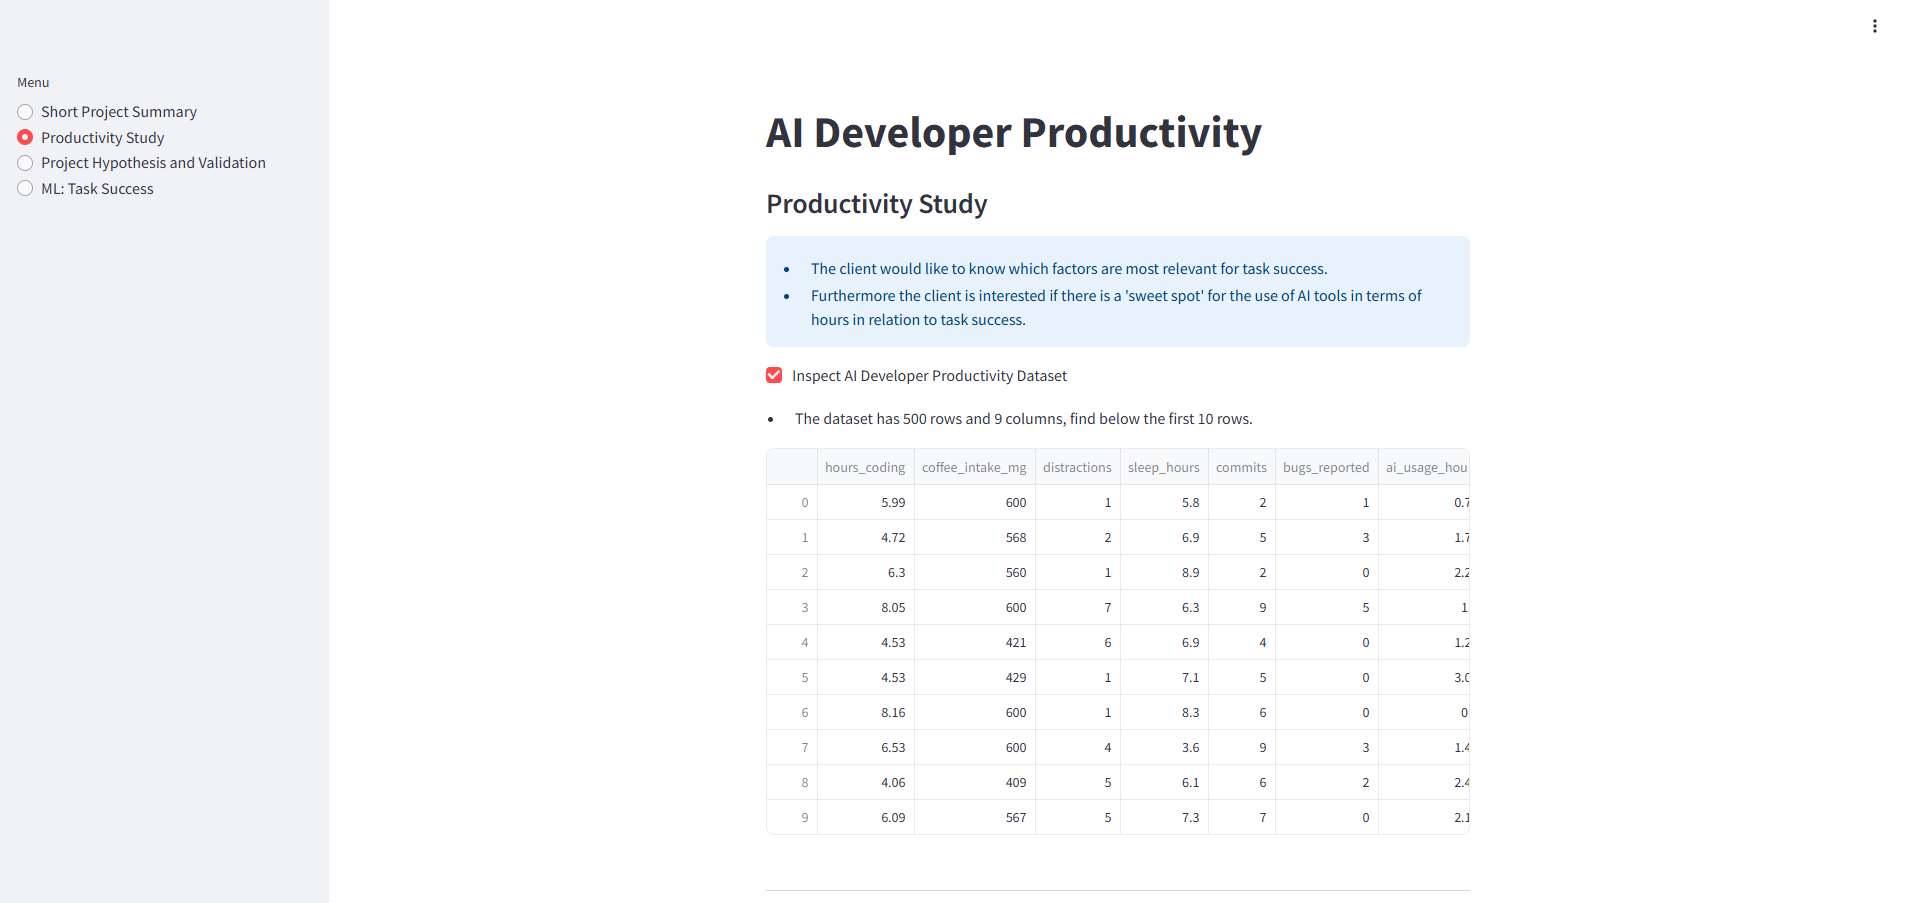 Menu
Short Project Summary
Productivity Study
Project Hypothesis and Validation
ML: Task Success
AI Developer Productivity
Productivity Study
The client would like to know which factors are most relevant for task success.
Furthermore the client is interested if there is a 'sweet spot' for the use of AI tools in terms of
hours in relation to task success.
Inspect AI Developer Productivity Dataset
The dataset has 500 rows and 9 columns, find below the first 10 rows.
hours_coding coffee_intake_mg distractions sleep_hours commits bugs_reported ai_usage_hou
0 5.99 600 1 5.8 2 1 0.7
1 4.72 568 2 6.9 5 3 1.7
2 6.3 560 1 8.9 2 0 2.2
3 8.05 600 7 6.3 9 5 1
4 4.53 421 6 6.9 4 0 1.2
5 4.53 429 1 7.1 5 0 3.0
6 8.16 600 1 8.3 6 0 0
7 6.53 600 4 3.6 9 3 1.4
8 4.06 409 5 6.1 6 2 2.4
9 6.09 567 5 7.3 7 0 2.1